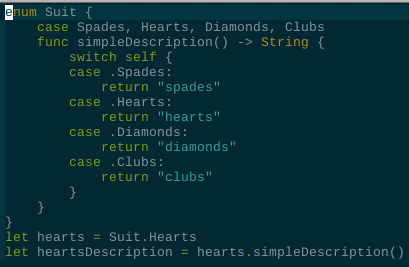 enum Suit {
    case Spades, Hearts, Diamonds, Clubs
    func simpleDescription() -> String {
        switch self {
        case .Spades:
            return "spades"
        case .Hearts:
            return "hearts"
        case .Diamonds:
            return "diamonds"
        case .Clubs:
            return "clubs"
        }
    }
}
let hearts = Suit.Hearts
let heartsDescription = hearts.simpleDescription()